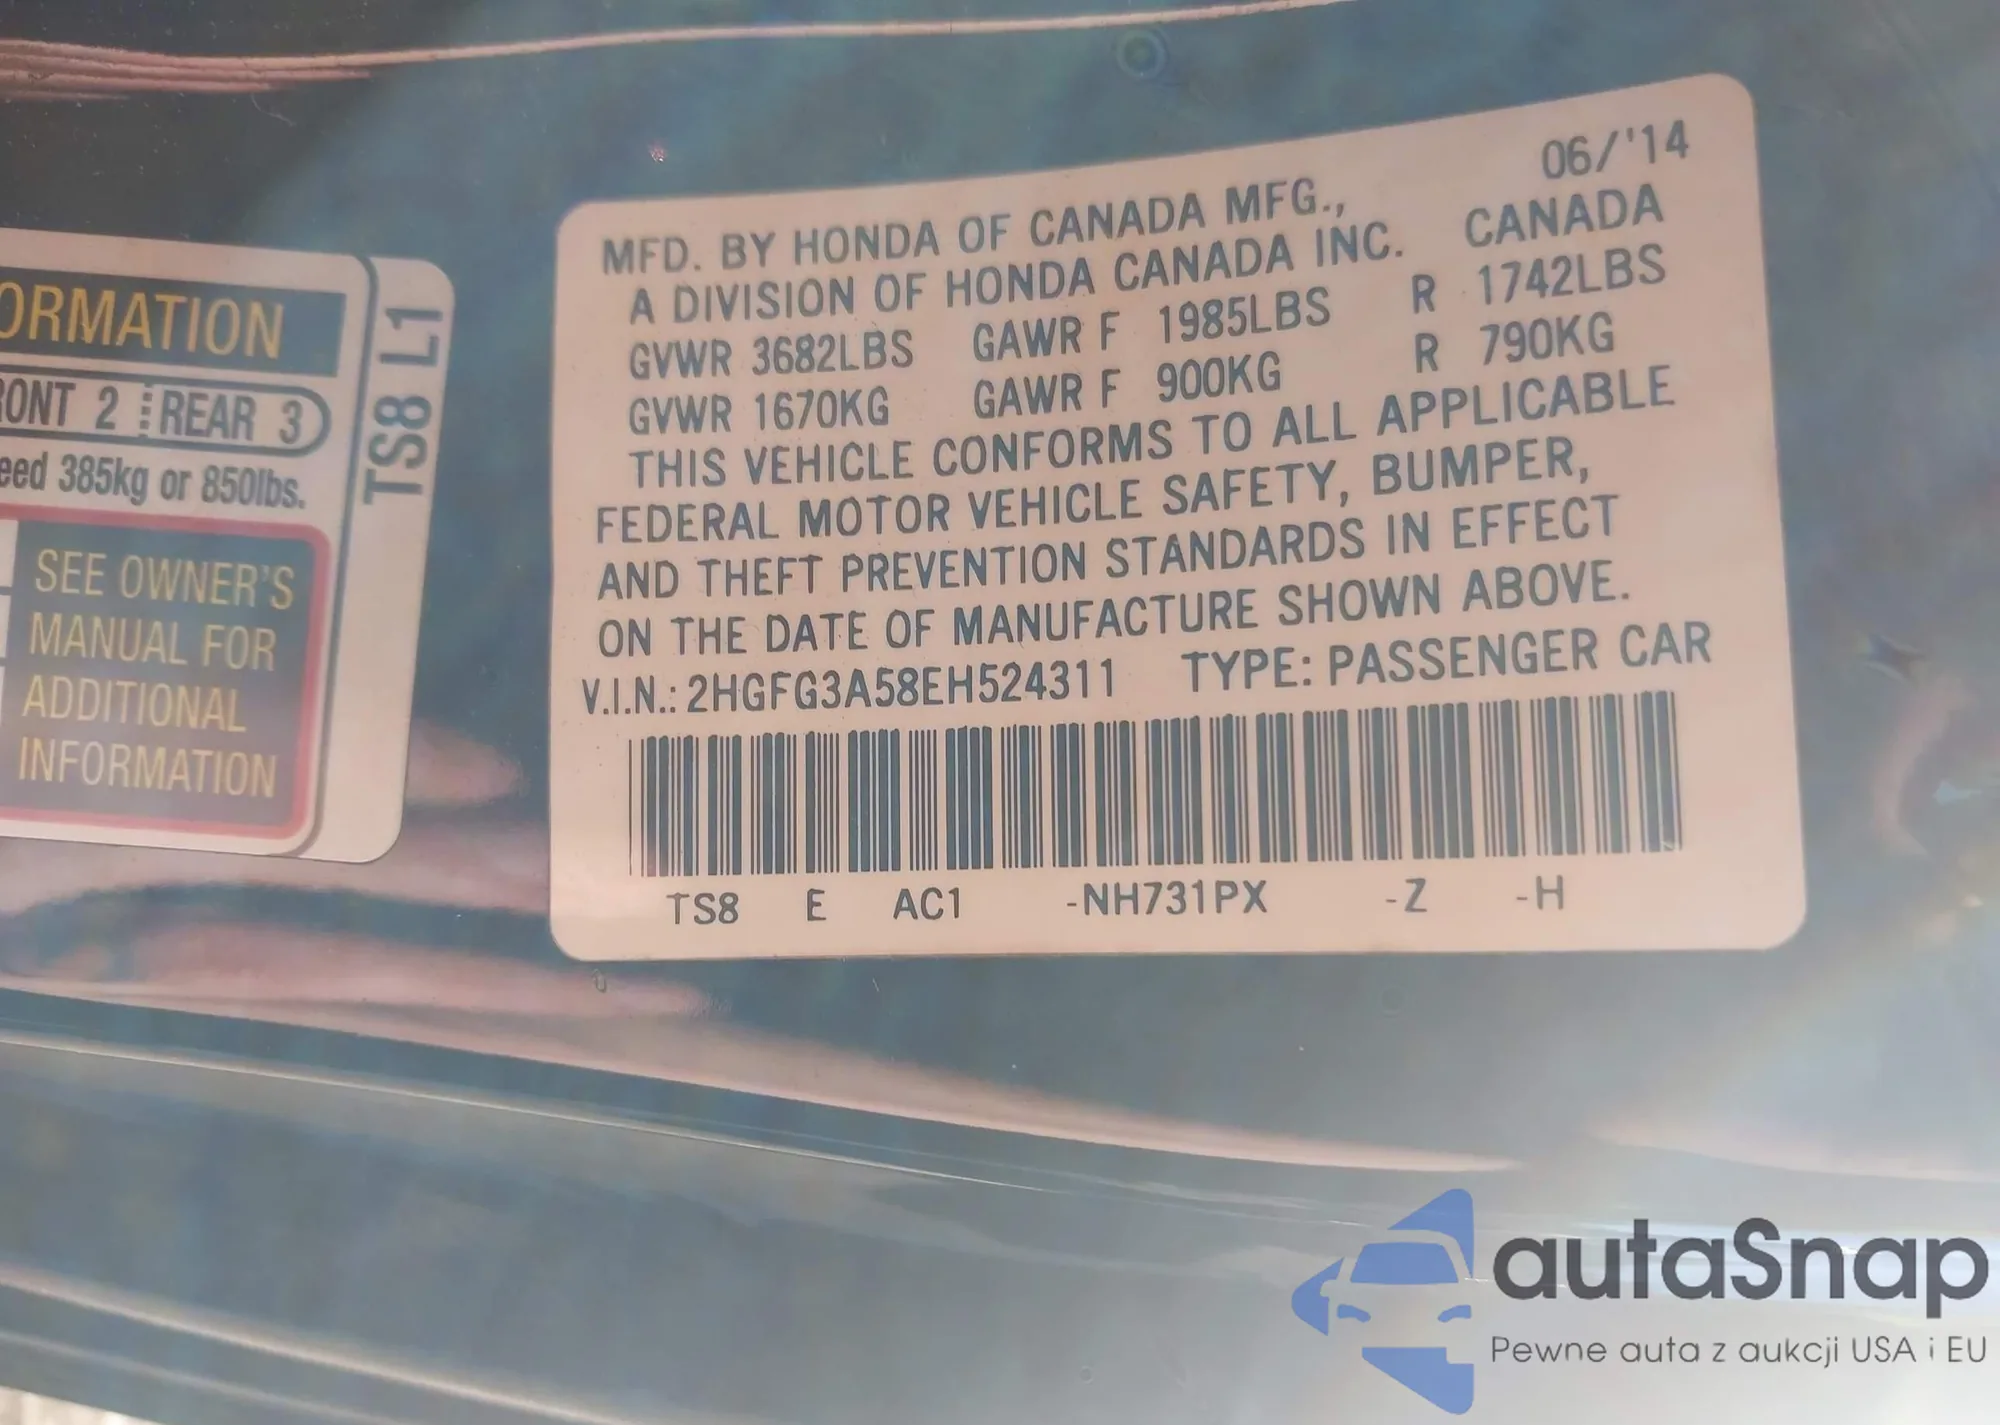 ORMATION
ONT 2 REAR 3
eed 385kg or 850lbs.
SEE OWNER'S
MANUAL FOR
ADDITIONAL
INFORMATION
TS8 L1
06/'14
MFD. BY HONDA OF CANADA MFG.,
A DIVISION OF HONDA CANADA INC. CANADA
GVWR 3682LBS GAWR F 1985LBS R 1742LBS
GVWR 1670KG GAWR F 900KG R 790KG
THIS VEHICLE CONFORMS TO ALL APPLICABLE
FEDERAL MOTOR VEHICLE SAFETY, BUMPER,
AND THEFT PREVENTION STANDARDS IN EFFECT
ON THE DATE OF MANUFACTURE SHOWN ABOVE.
V.I.N.: 2HGFG3A58EH524311 TYPE: PASSENGER CAR
TS8 E AC1 -NH731PX -Z -H
autaSnap
Pewne auta z aukcji USA i EU